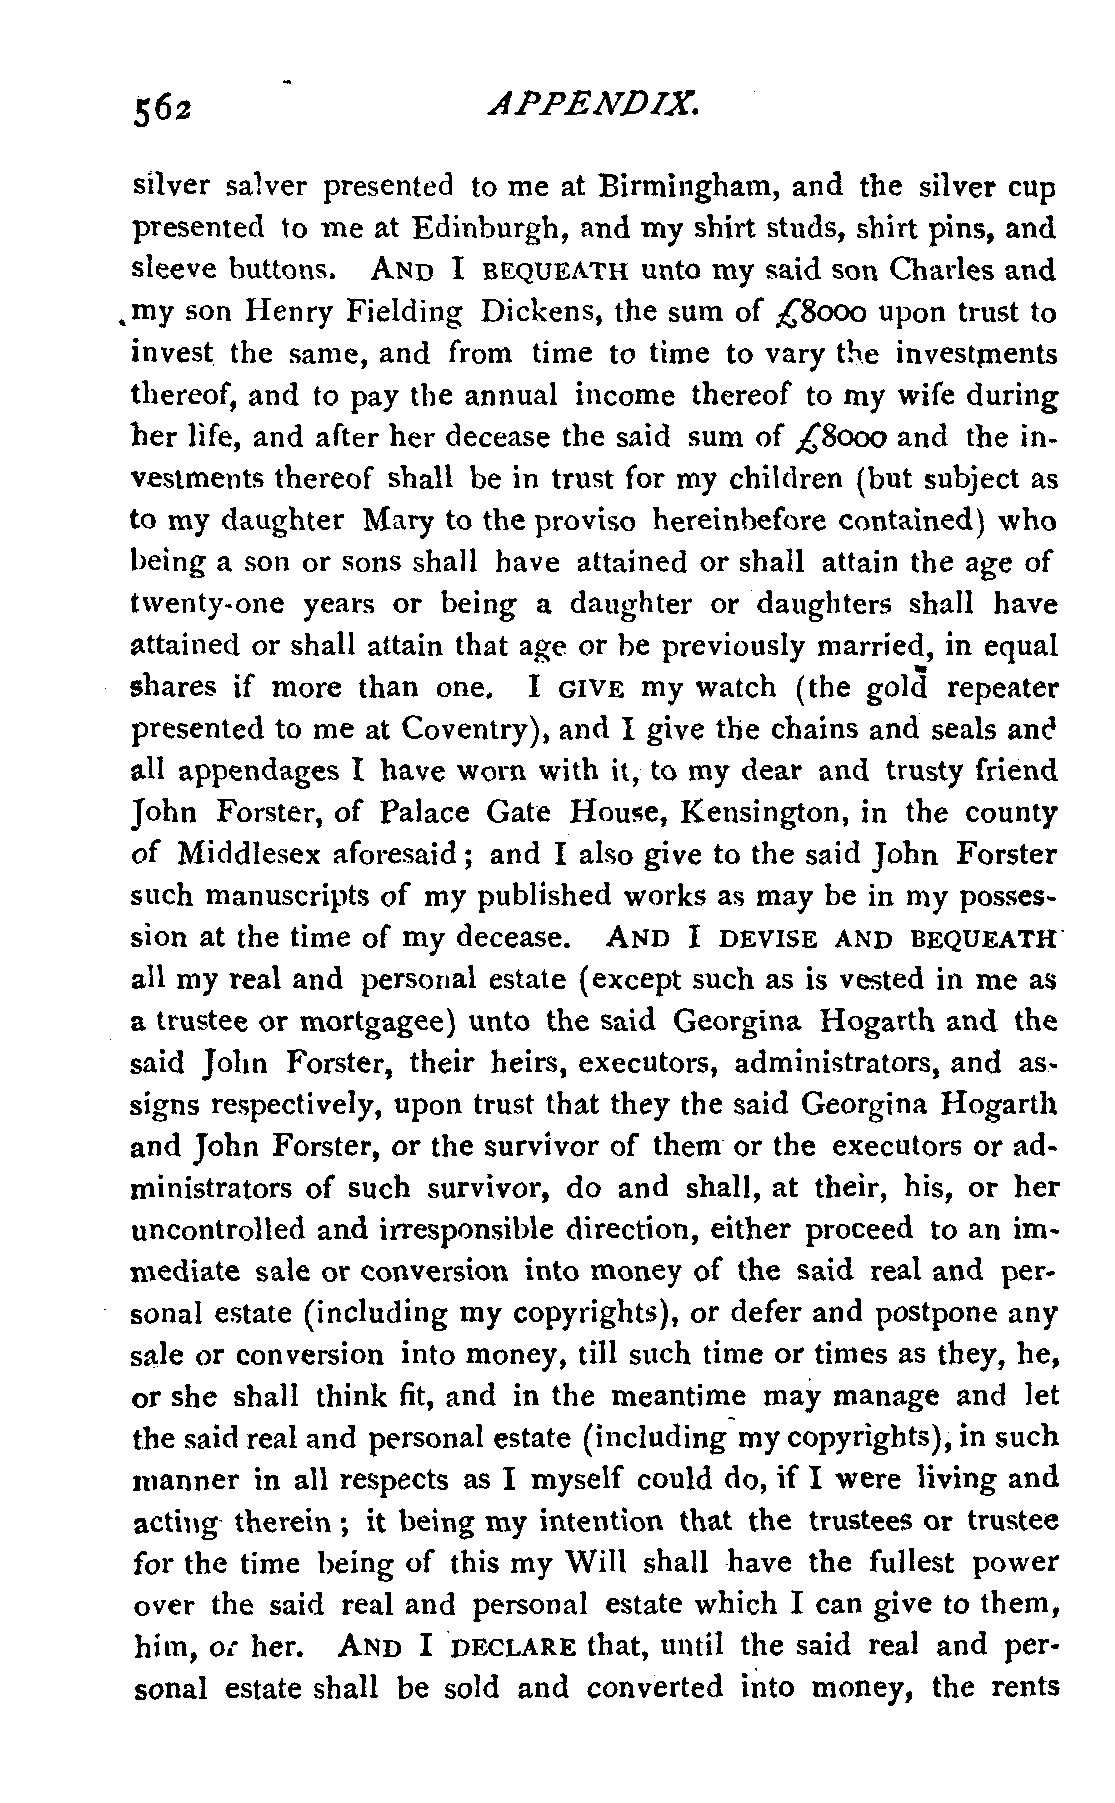 562 APPENDIX.
silver salver presented to me at Birmingham, and the silver cup
presented to me at Edinburgh, and my shirt studs, shirt pins, and
sleeve buttons. AND I BEQUEATH unto my said son Charles and
my son Henry Fielding Dickens, the sum of £8000 upon trust to
invest the same, and from time to time to vary the investments
thereof, and to pay the annual income thereof to my wife during
her life, and after her decease the said sum of £8000 and the in-
vestments thereof shall be in trust for my children (but subject as
to my daughter Mary to the proviso hereinbefore contained) who
being a son or sons shall have attained or shall attain the age of
twenty-one years or being a daughter or daughters shall have
attained or shall attain that age or be previously married, in equal
shares if more than one. I GIVE my watch (the gold repeater
presented to me at Coventry), and I give the chains and seals and
all appendages I have worn with it, to my dear and trusty friend
John Forster, of Palace Gate House, Kensington, in the county
of Middlesex aforesaid; and I also give to the said John Forster
such manuscripts of my published works as may be in my posses-
sion at the time of my decease. AND I DEVISE AND BEQUEATH
all my real and personal estate (except such as is vested in me as
a trustee or mortgagee) unto the said Georgina Hogarth and the
said John Forster, their heirs, executors, administrators, and as-
signs respectively, upon trust that they the said Georgina Hogarth
and John Forster, or the survivor of them or the executors or ad-
ministrators of such survivor, do and shall, at their, his, or her
uncontrolled and irresponsible direction, either proceed to an im-
mediate sale or conversion into money of the said real and per-
sonal estate (including my copyrights), or defer and postpone any
sale or conversion into money, till such time or times as they, he,
or she shall think fit, and in the meantime may manage and let
the said real and personal estate (including my copyrights), in such
manner in all respects as I myself could do, if I were living and
acting therein; it being my intention that the trustees or trustee
for the time being of this my Will shall have the fullest power
over the said real and personal estate which I can give to them,
him, or her. AND I DECLARE that, until the said real and per-
sonal estate shall be sold and converted into money, the rents